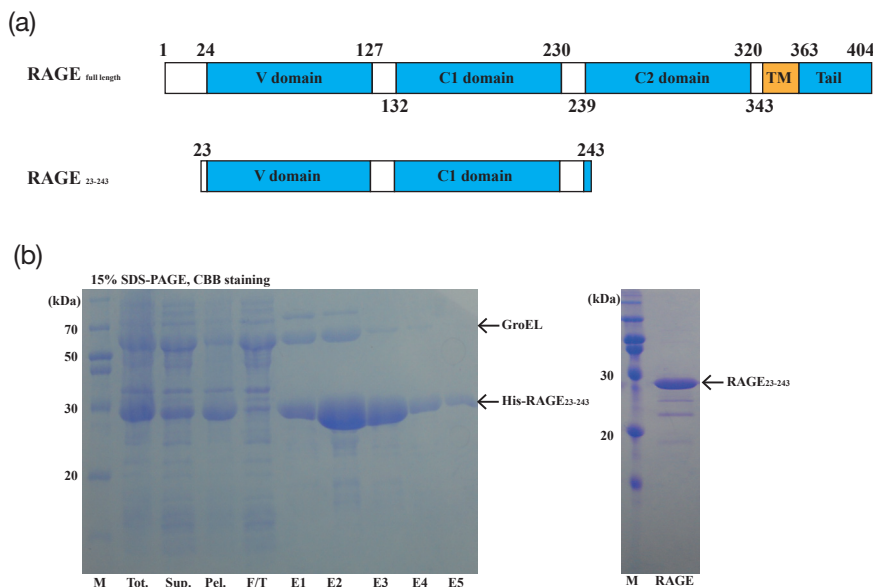 (a)
1 24 127 230 320 363 404
RAGE full length V domain C1 domain C2 domain TM Tail
132 239 343
23 243
RAGE 23-243 V domain C1 domain
(b)
15% SDS-PAGE, CBB staining
(kDa)
70
50
30
20
GroEL
His-RAGE23-243
M Tot. Sup. Pel. F/T E1 E2 E3 E4 E5
(kDa)
30
20
RAGE23-243
M RAGE